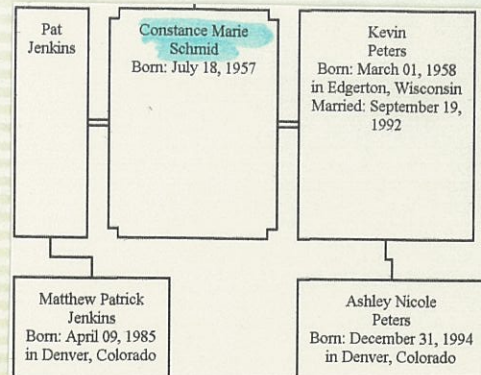 Pat
Jenkins
Constance Marie
Schmid
Born: July 18, 1957
Kevin
Peters
Born: March 01, 1958
in Edgerton, Wisconsin
Married: September 19,
1992
Matthew Patrick
Jenkins
Born: April 09, 1985
in Denver, Colorado
Ashley Nicole
Peters
Born: December 31, 1994
in Denver, Colorado